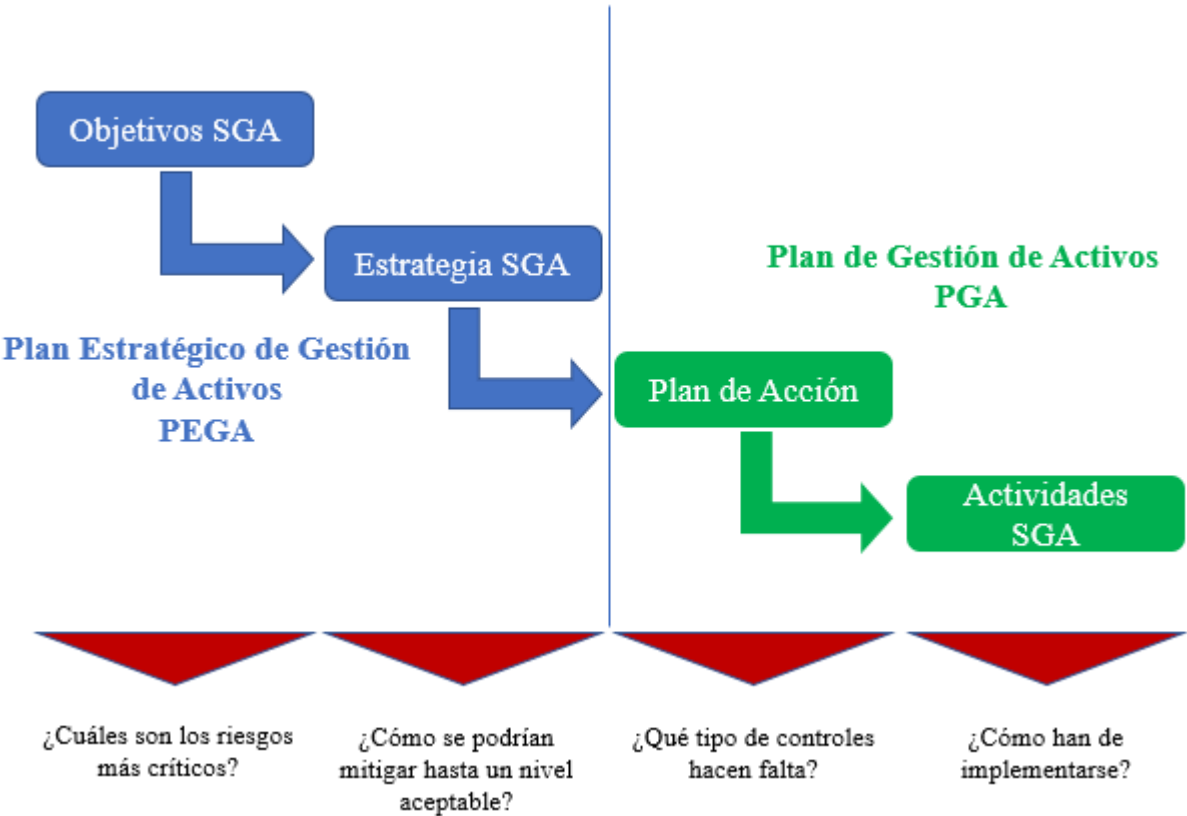 Objetivos SGA
Estrategia SGA
Plan Estratégico de Gestión
de Activos
PEGA
Plan de Gestión de Activos
PGA
Plan de Acción
Actividades
SGA
¿Cuáles son los riesgos
más críticos?
¿Cómo se podrían
mitigar hasta un nivel
aceptable?
¿Qué tipo de controles
hacen falta?
¿Cómo han de
implementarse?